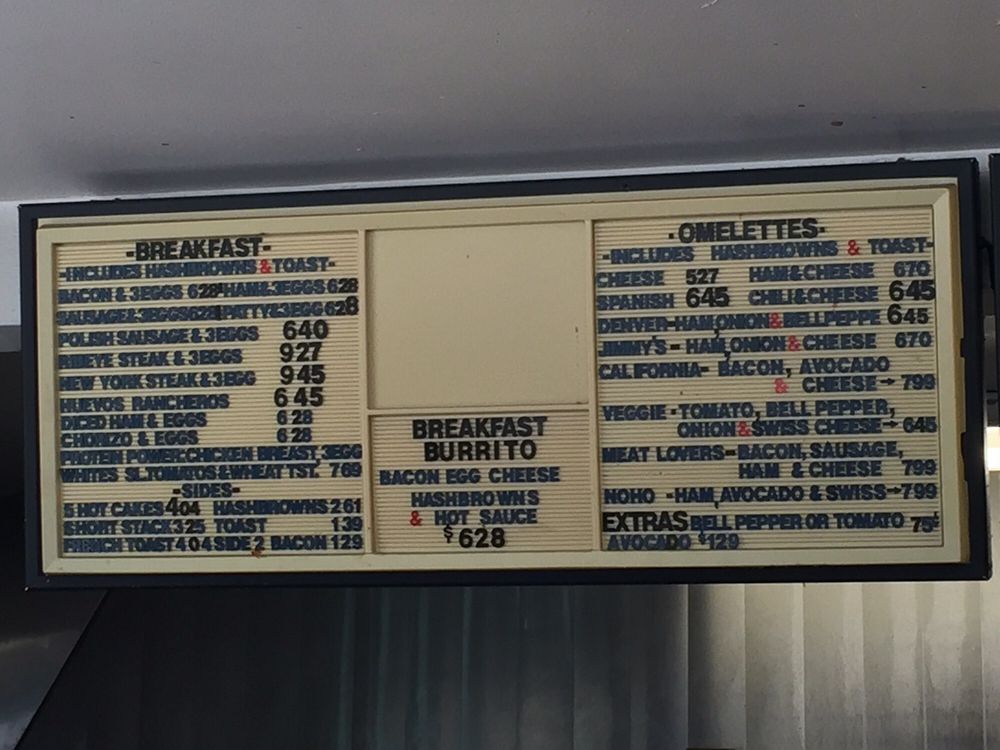 -BREAKFAST-
-INCLUDES HASHBROWNS & TOAST-
BACON & 3EGGS 628 HAM&3EGGS 628
SAUSAGE&3EGGS628 PATTY&3EGG 628
POLISH SAUSAGE & 3EGGS 640
RIBEYE STEAK & 3EGGS 927
NEW YORK STEAK & 3EGG 945
HUEVOS RANCHEROS 645
DICED HAM & EGGS 628
CHORIZO & EGGS 628
PROTEIN POWER:CHICKEN BREAST, 3EGG
WHITES SL.TOMATOS&WHEAT TST. 769
-SIDES-
5 HOT CAKES 404 HASHBROWNS 261
SHORT STACK 325 TOAST 139
FRENCH TOAST 404 SIDE 2 BACON 129
BREAKFAST
BURRITO
BACON EGG CHEESE
HASHBROWNS
& HOT SAUCE
$628
-OMELETTES-
-INCLUDES HASHBROWNS & TOAST-
CHEESE 527 HAM&CHEESE 670
SPANISH 645 CHILI&CHEESE 645
DENVER-HAM,ONION&BELLPEPPE 645
JIMMY'S- HAM,ONION & CHEESE 670
CALIFORNIA- BACON, AVOCADO
& CHEESE→ 799
VEGGIE-TOMATO, BELL PEPPER,
ONION & SWISS CHEESE→ 645
MEAT LOVERS-BACON, SAUSAGE,
HAM & CHEESE 799
NOHO -HAM, AVOCADO & SWISS→799
EXTRAS BELL PEPPER OR TOMATO 75¢
AVOCADO $129